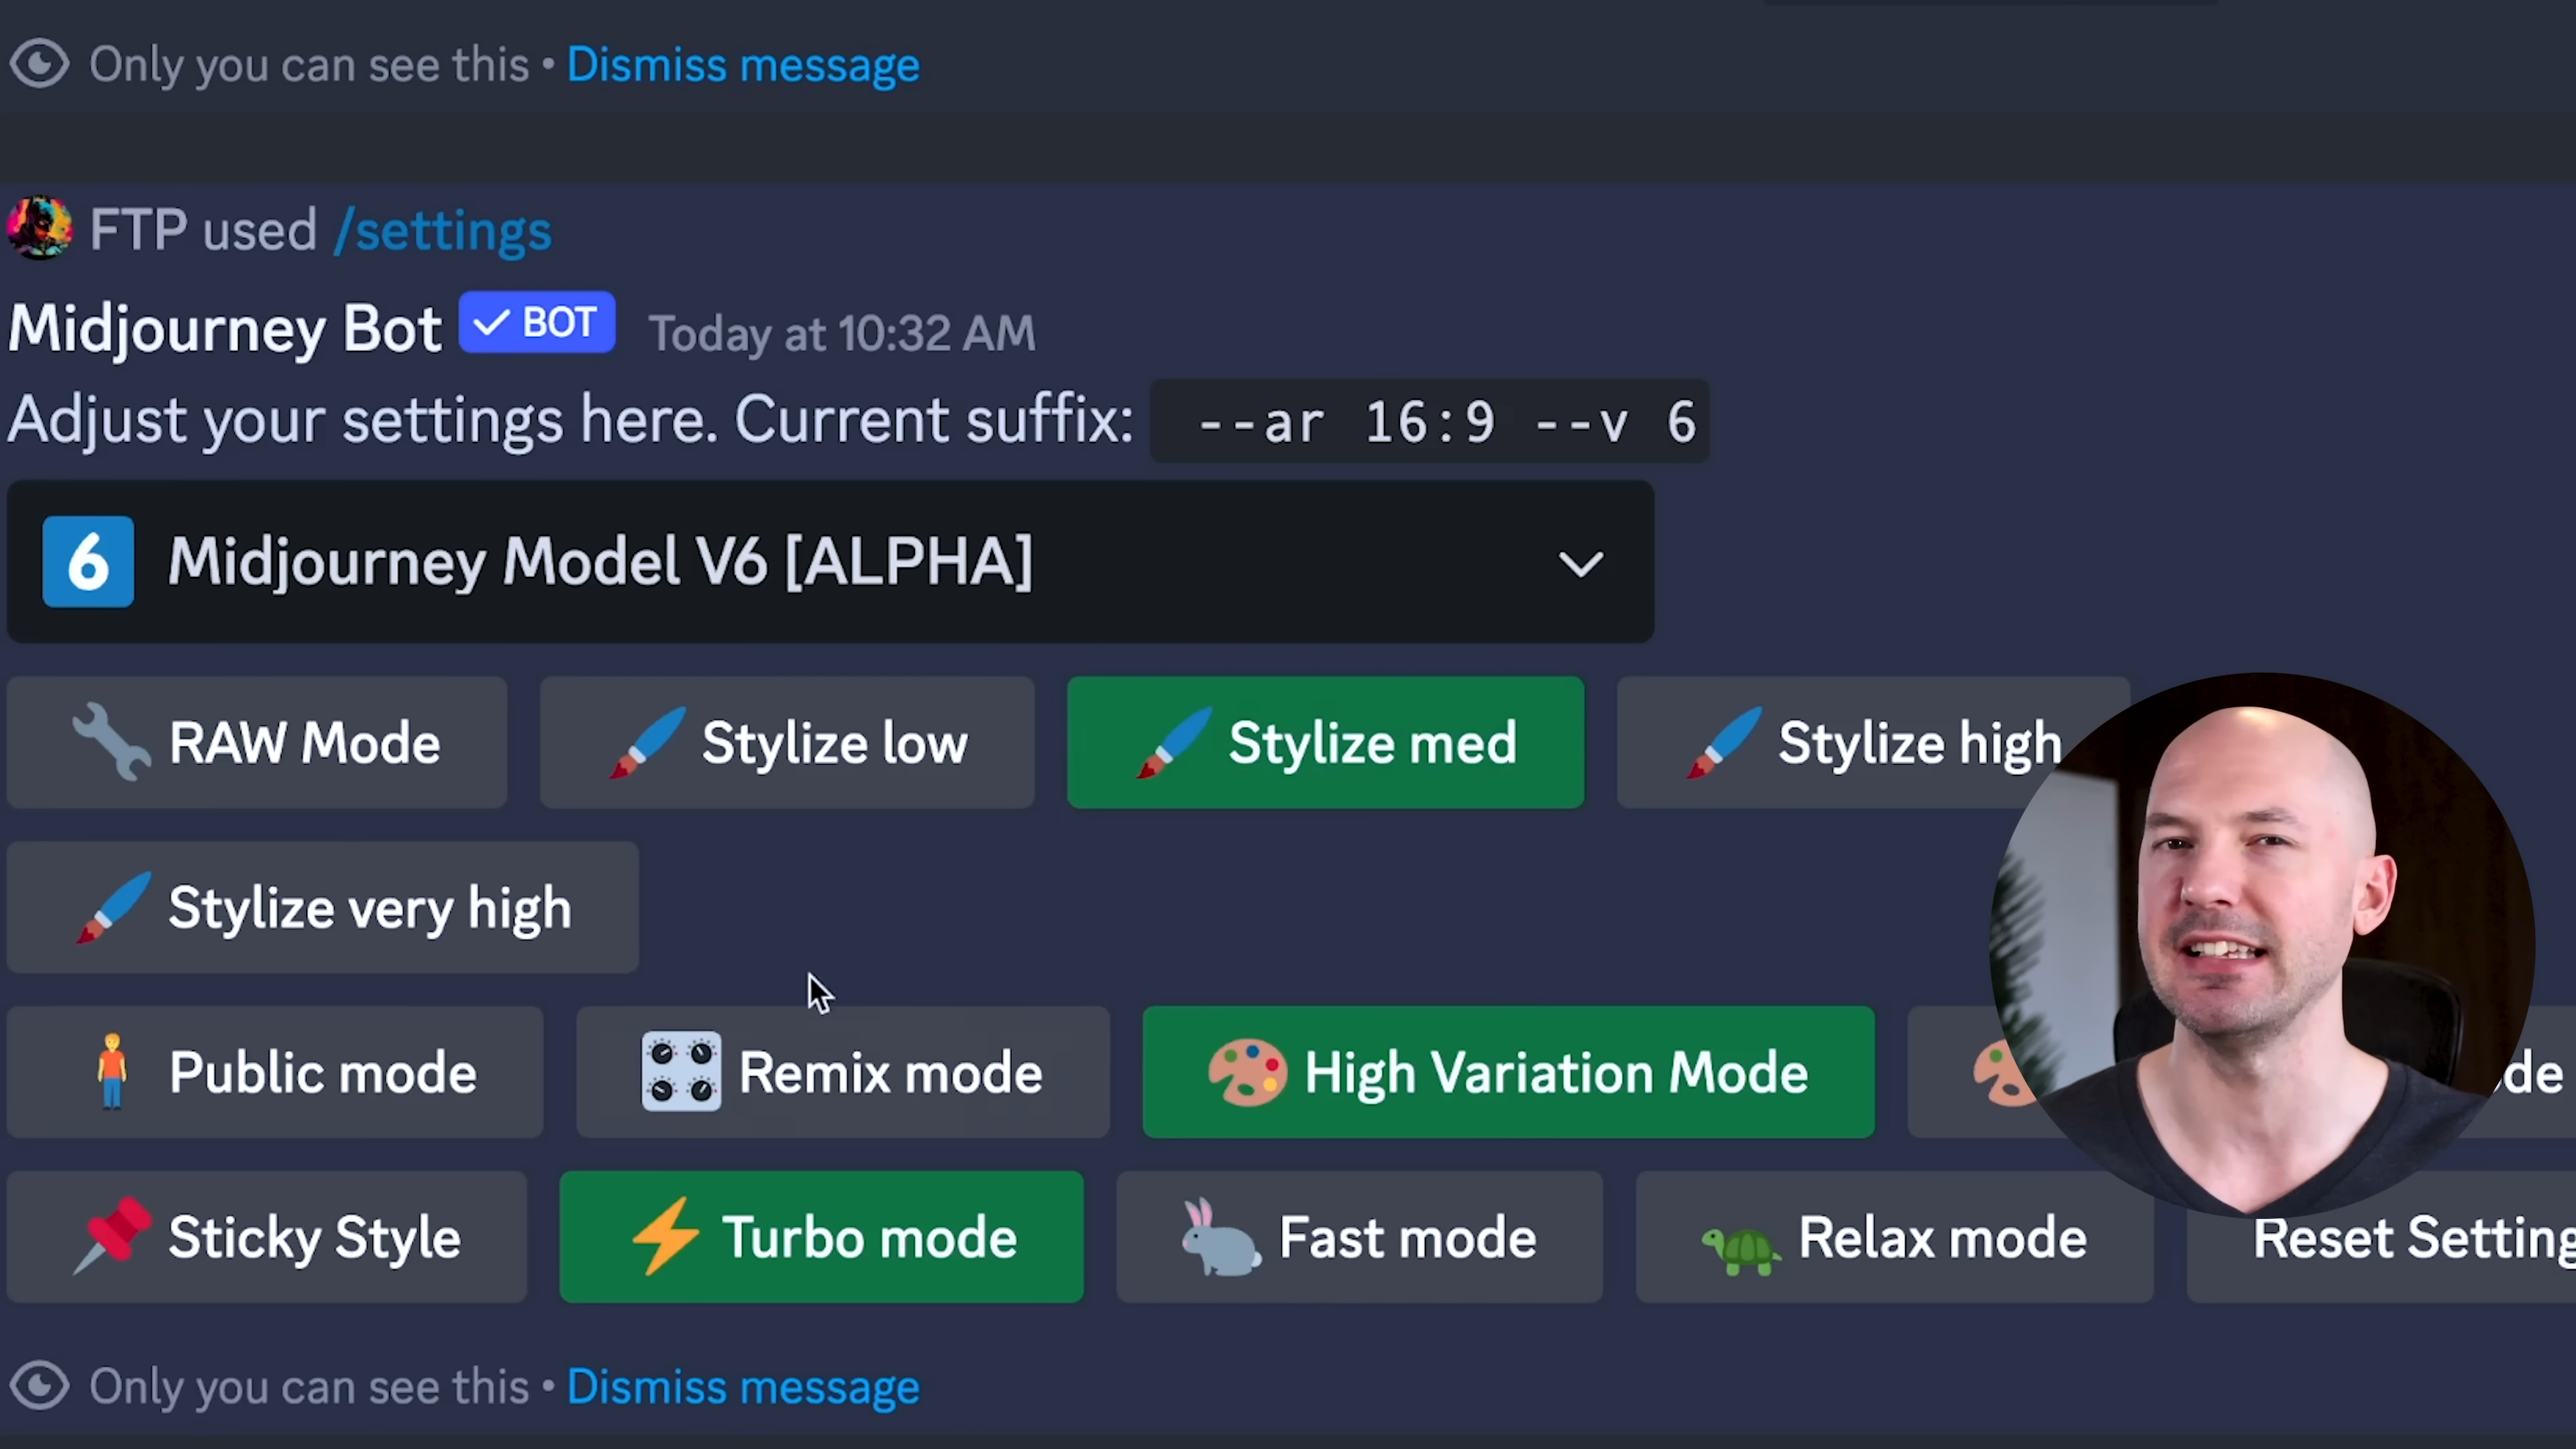 Only you can see this • Dismiss message
FTP used /settings
Midjourney Bot ✓ BOT Today at 10:32 AM
Adjust your settings here. Current suffix: --ar 16:9 --v 6
6 Midjourney Model V6 [ALPHA]
RAW Mode Stylize low Stylize med Stylize high
Stylize very high
Public mode Remix mode High Variation Mode
Sticky Style Turbo mode Fast mode Relax mode Reset
Only you can see this • Dismiss message